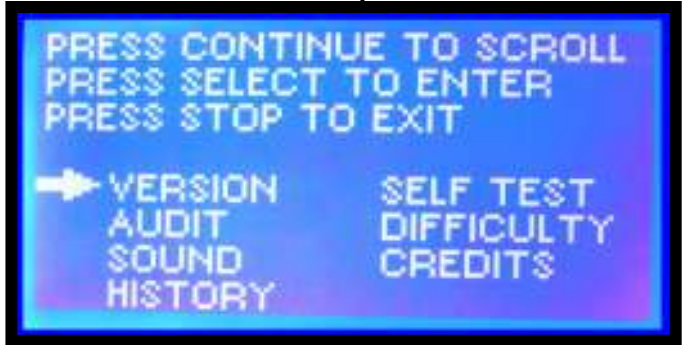 PRESS CONTINUE TO SCROLL
PRESS SELECT TO ENTER
PRESS STOP TO EXIT
VERSION SELF TEST
AUDIT DIFFICULTY
SOUND CREDITS
HISTORY